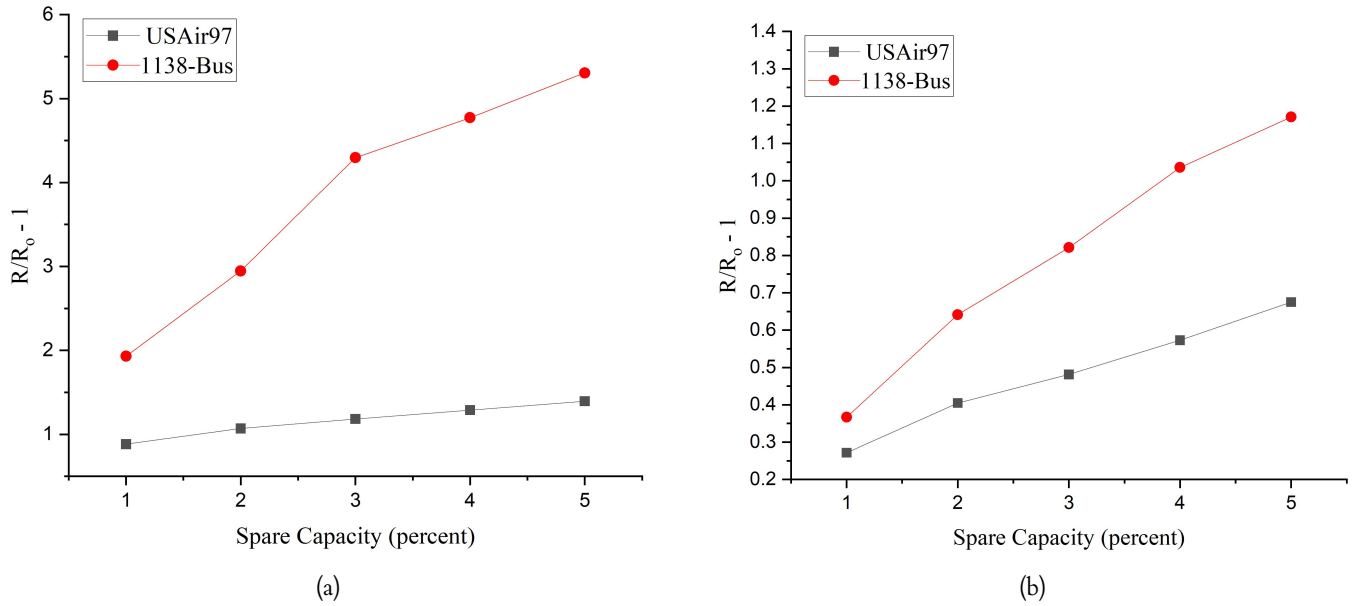 6
5
4
3
2
1
R/Ro - 1
USAir97
1138-Bus
1 2 3 4 5
Spare Capacity (percent)
(a)
1.4
1.3
1.2
1.1
1.0
0.9
0.8
0.7
0.6
0.5
0.4
0.3
0.2
R/Ro - 1
USAir97
1138-Bus
1 2 3 4 5
Spare Capacity (percent)
(b)